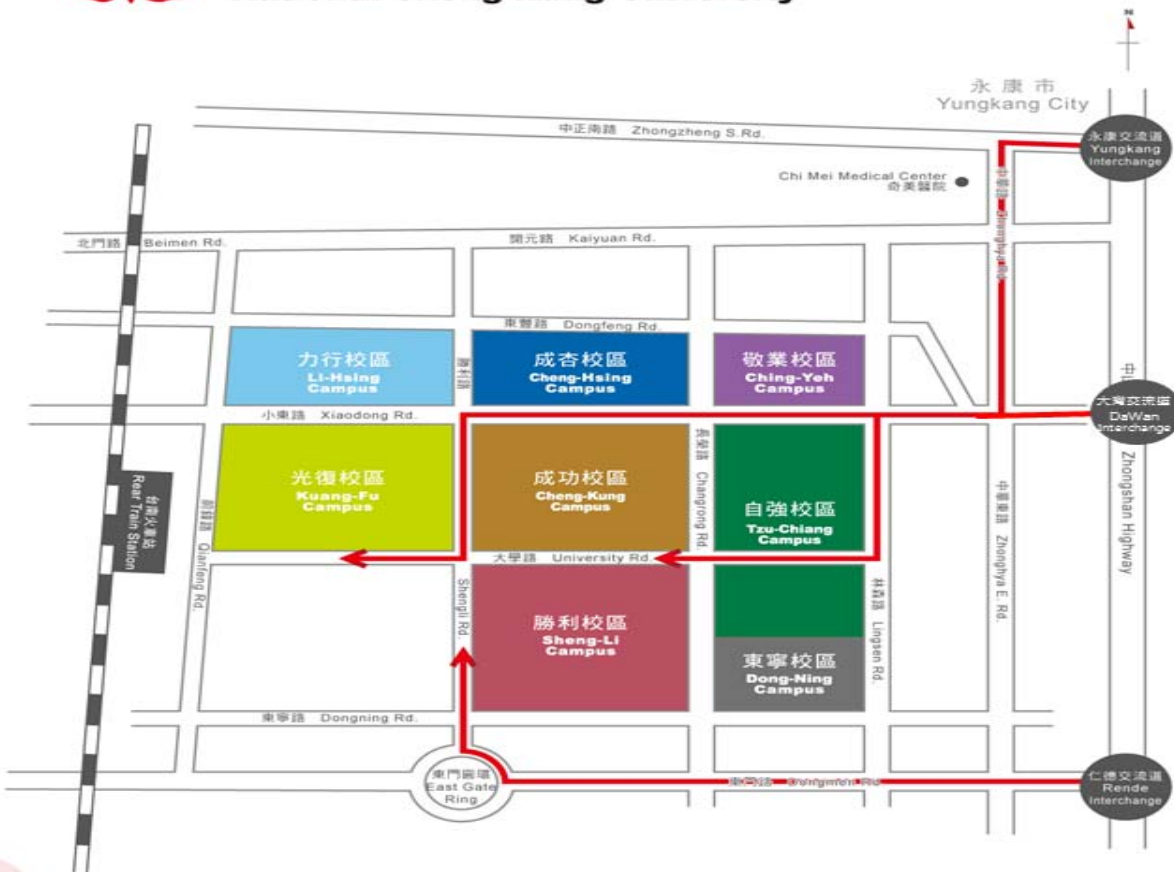 永康市
Yungkang City
中正南路 Zhongzheng S.Rd.
永康交流道
Yungkang
Interchange
Chi Mei Medical Center
奇美醫院
中華路 Zhunghya Rd.
北門路 Beimen Rd.
開元路 Kaiyuan Rd.
東豐路 Dongfeng Rd.
力行校區
Li-Hsing
Campus
勝利路
成杏校區
Cheng-Hsing
Campus
敬業校區
Ching-Yeh
Campus
小東路 Xiaodong Rd.
大灣交流道
DaWan
Interchange
Zhongshan Highway
光復校區
Kuang-Fu
Campus
成功校區
Cheng-Kung
Campus
長榮路 Changrong Rd.
自強校區
Tzu-Chiang
Campus
中華東路 Zhonghya E. Rd.
台南火車站
Rear Train Station
前鋒路 Qianfeng Rd.
大學路 University Rd.
Shengli Rd.
勝利校區
Sheng-Li
Campus
林森路 Lingsen Rd.
東寧校區
Dong-Ning
Campus
東寧路 Dongning Rd.
東門圓環
East Gate
Ring
東門路 Dongmen Rd
仁德交流道
Rende
Interchange
N